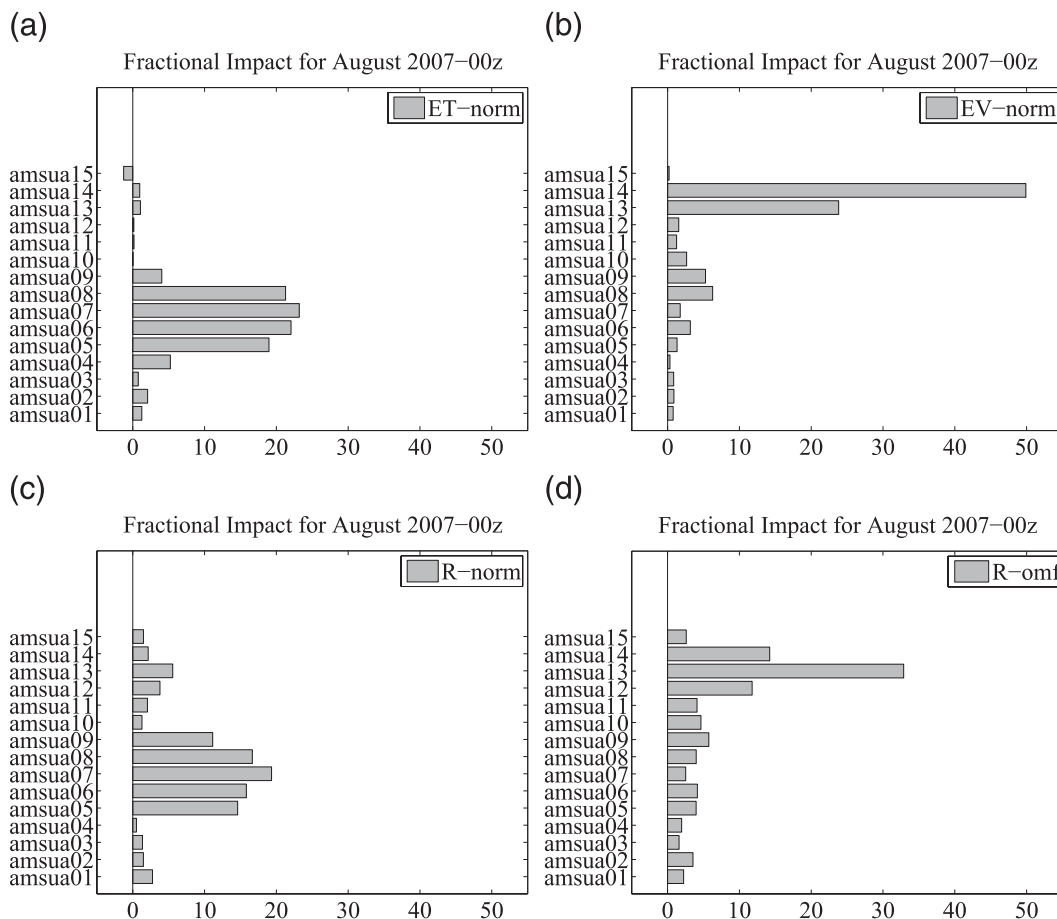 (a)
Fractional Impact for August 2007−00z
ET−norm
amsua15
amsua14
amsua13
amsua12
amsua11
amsua10
amsua09
amsua08
amsua07
amsua06
amsua05
amsua04
amsua03
amsua02
amsua01
0 10 20 30 40 50
(b)
Fractional Impact for August 2007−00z
EV−norm
amsua15
amsua14
amsua13
amsua12
amsua11
amsua10
amsua09
amsua08
amsua07
amsua06
amsua05
amsua04
amsua03
amsua02
amsua01
0 10 20 30 40 50
(c)
Fractional Impact for August 2007−00z
R−norm
amsua15
amsua14
amsua13
amsua12
amsua11
amsua10
amsua09
amsua08
amsua07
amsua06
amsua05
amsua04
amsua03
amsua02
amsua01
0 10 20 30 40 50
(d)
Fractional Impact for August 2007−00z
R−omf
amsua15
amsua14
amsua13
amsua12
amsua11
amsua10
amsua09
amsua08
amsua07
amsua06
amsua05
amsua04
amsua03
amsua02
amsua01
0 10 20 30 40 50